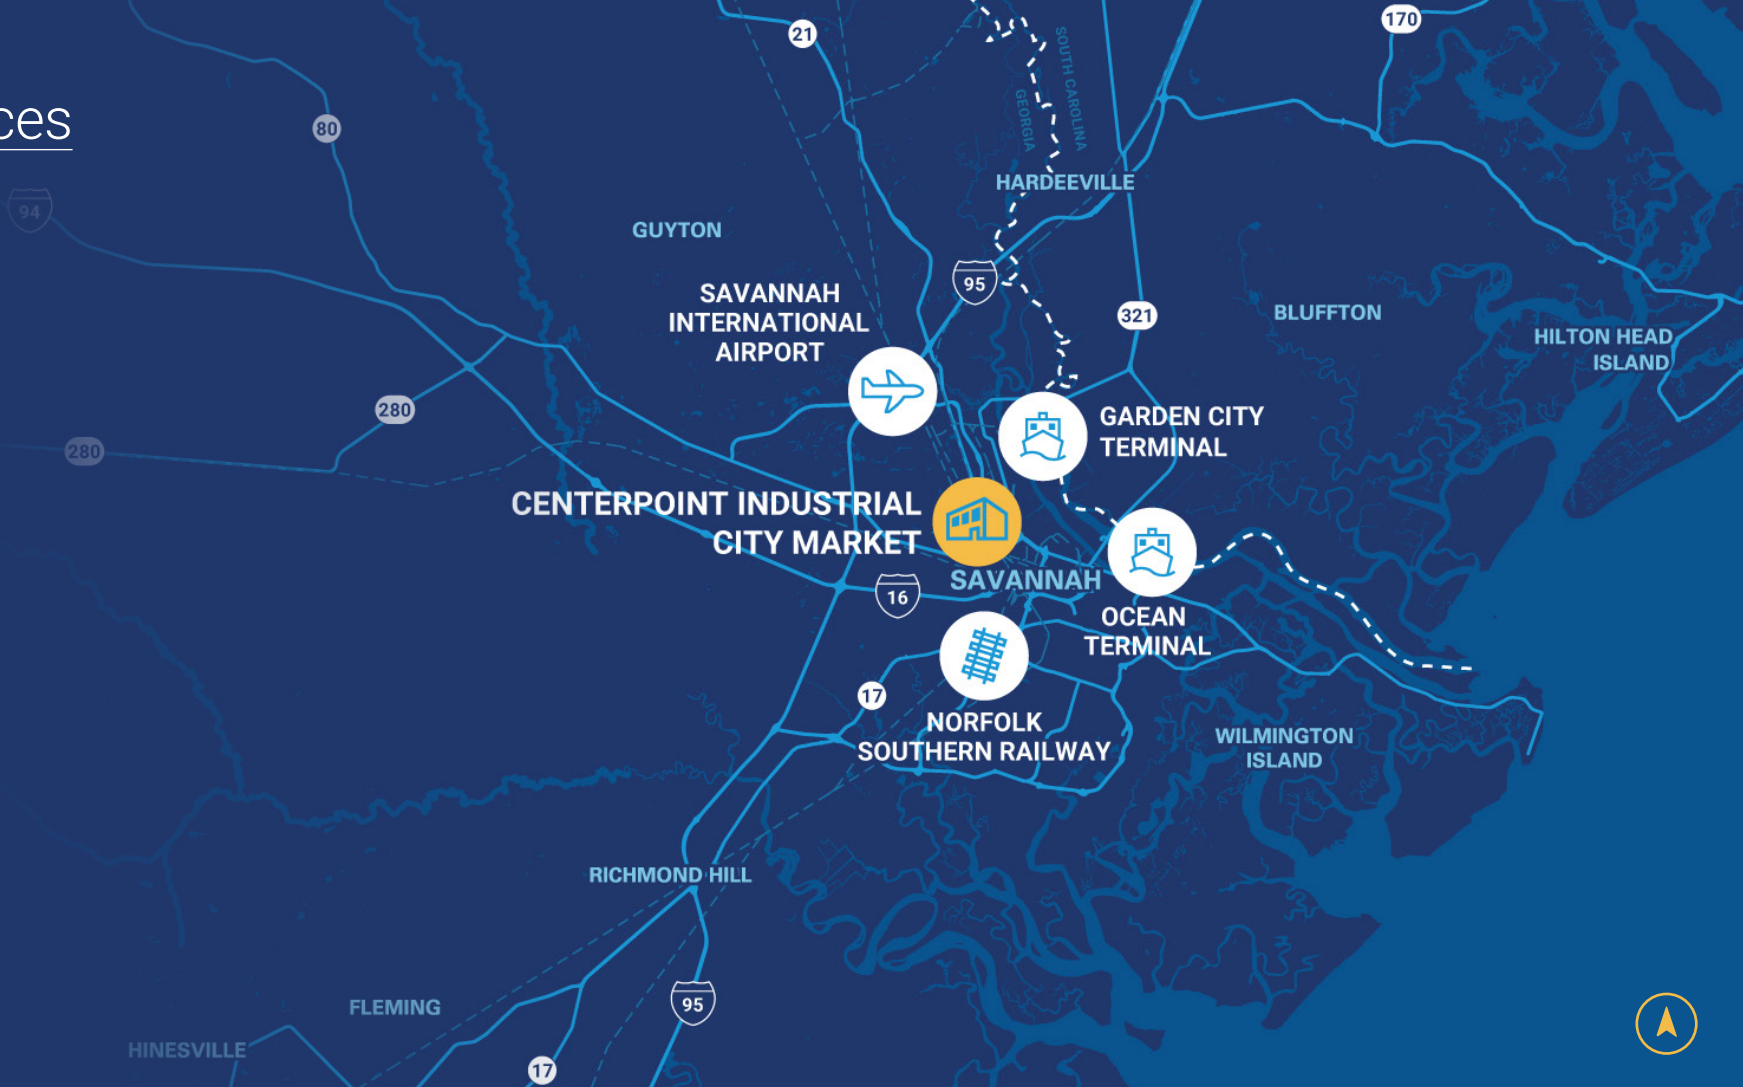 21
170
ces
80
SOUTH CAROLINA
GEORGIA
94
HARDEEVILLE
GUYTON
95
SAVANNAH
INTERNATIONAL
AIRPORT
321
BLUFFTON
HILTON HEAD
ISLAND
280
GARDEN CITY
TERMINAL
280
CENTERPOINT INDUSTRIAL
CITY MARKET
SAVANNAH
16
OCEAN
TERMINAL
17
NORFOLK
SOUTHERN RAILWAY
WILMINGTON
ISLAND
RICHMOND HILL
95
FLEMING
HINESVILLE
17